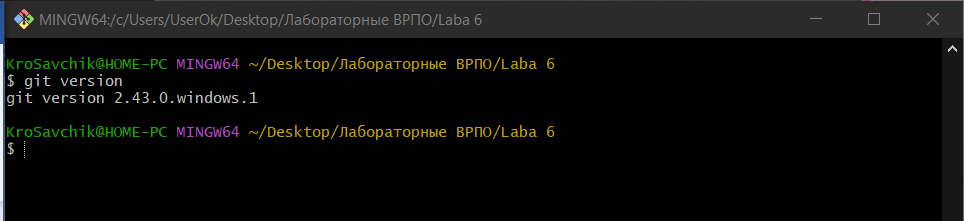 MINGW64:/c/Users/UserOk/Desktop/Лабораторные ВРПО/Laba 6
KroSavchik@HOME-PC MINGW64 ~/Desktop/Лабораторные ВРПО/Laba 6
$ git version
git version 2.43.0.windows.1
KroSavchik@HOME-PC MINGW64 ~/Desktop/Лабораторные ВРПО/Laba 6
$